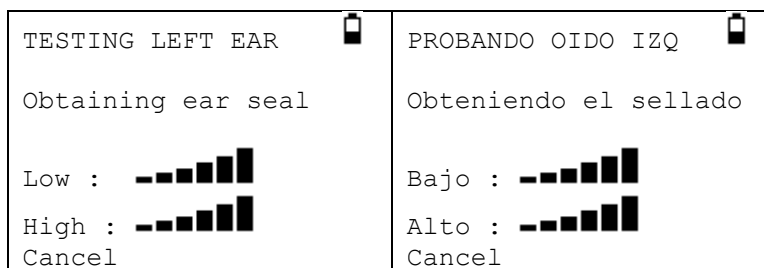 TESTING LEFT EAR
Obtaining ear seal
Low :
High :
Cancel
PROBANDO OIDO IZQ
Obteniendo el sellado
Bajo :
Alto :
Cancel